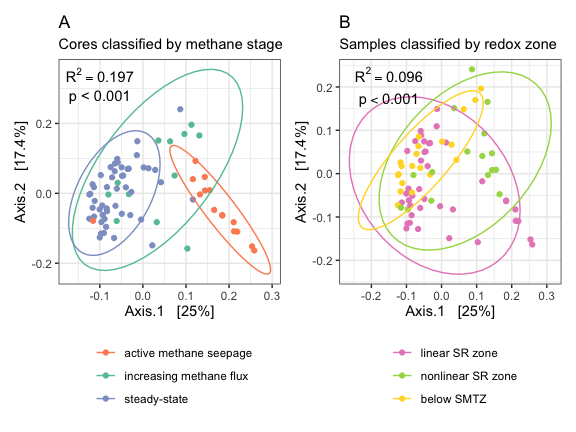 A
Cores classified by methane stage
R² = 0.197
p < 0.001
0.2
0.0
-0.2
Axis.2 [17.4%]
-0.1 0.0 0.1 0.2 0.3
Axis.1 [25%]
active methane seepage
increasing methane flux
steady-state
B
Samples classified by redox zone
R² = 0.096
p < 0.001
0.2
0.1
0.0
-0.1
-0.2
Axis.2 [17.4%]
-0.2 -0.1 0.0 0.1 0.2 0.3
Axis.1 [25%]
linear SR zone
nonlinear SR zone
below SMTZ